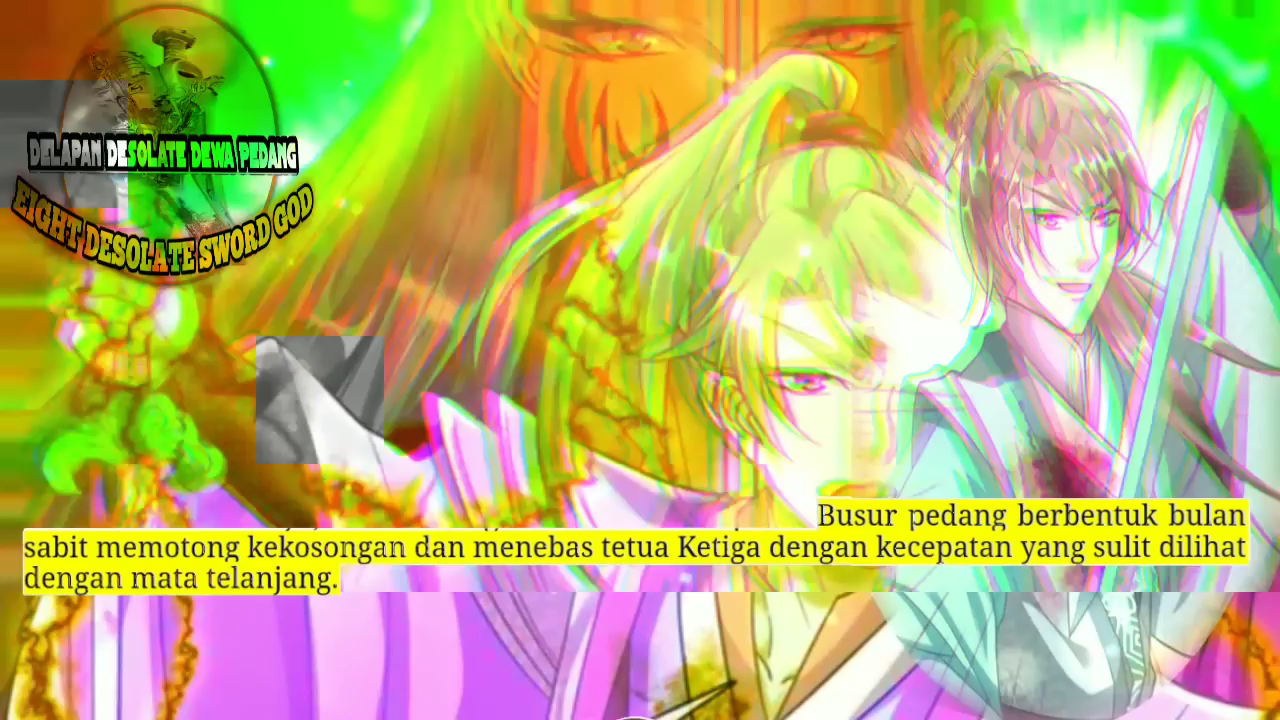 DELAPAN DESOLATE DEWA PEDANG
EIGHT DESOLATE SWORD GOD
Busur pedang berbentuk bulan
sabit memotong kekosongan dan menebas tetua Ketiga dengan kecepatan yang sulit dilihat
dengan mata telanjang.